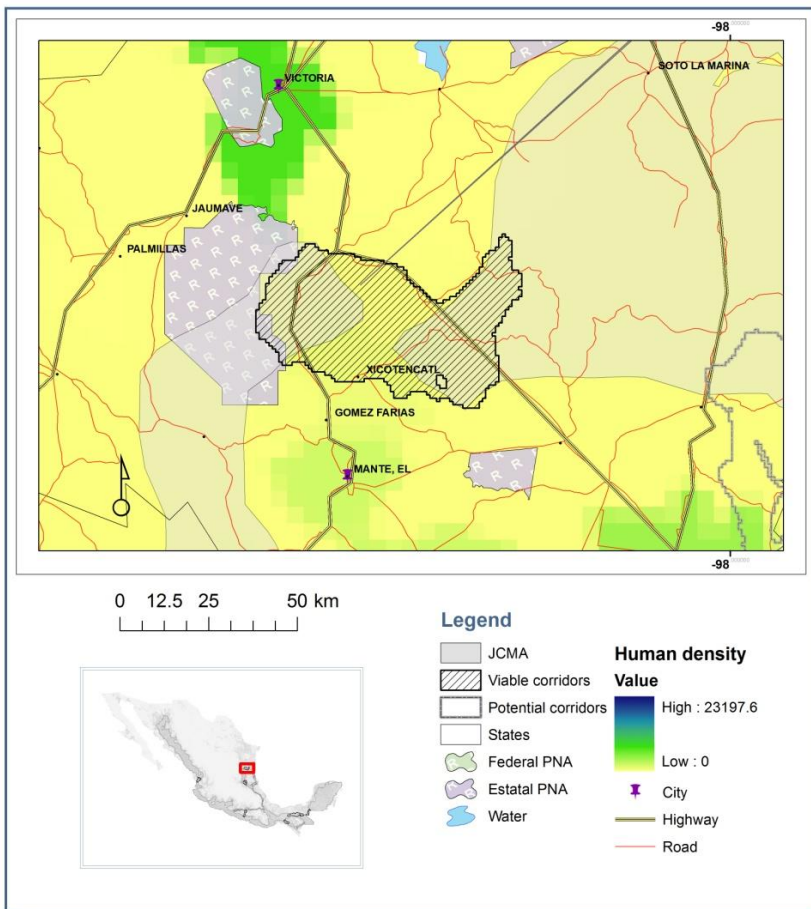 -98
VICTORIA
SOTO LA MARINA
JAUMAVE
PALMILLAS
XICOTENCATL
GOMEZ FARIAS
MANTE, EL
-98
0 12.5 25 50 km
Legend
JCMA
Viable corridors
Potential corridors
States
Federal PNA
Estatal PNA
Water
Human density
Value
High : 23197.6
Low : 0
City
Highway
Road